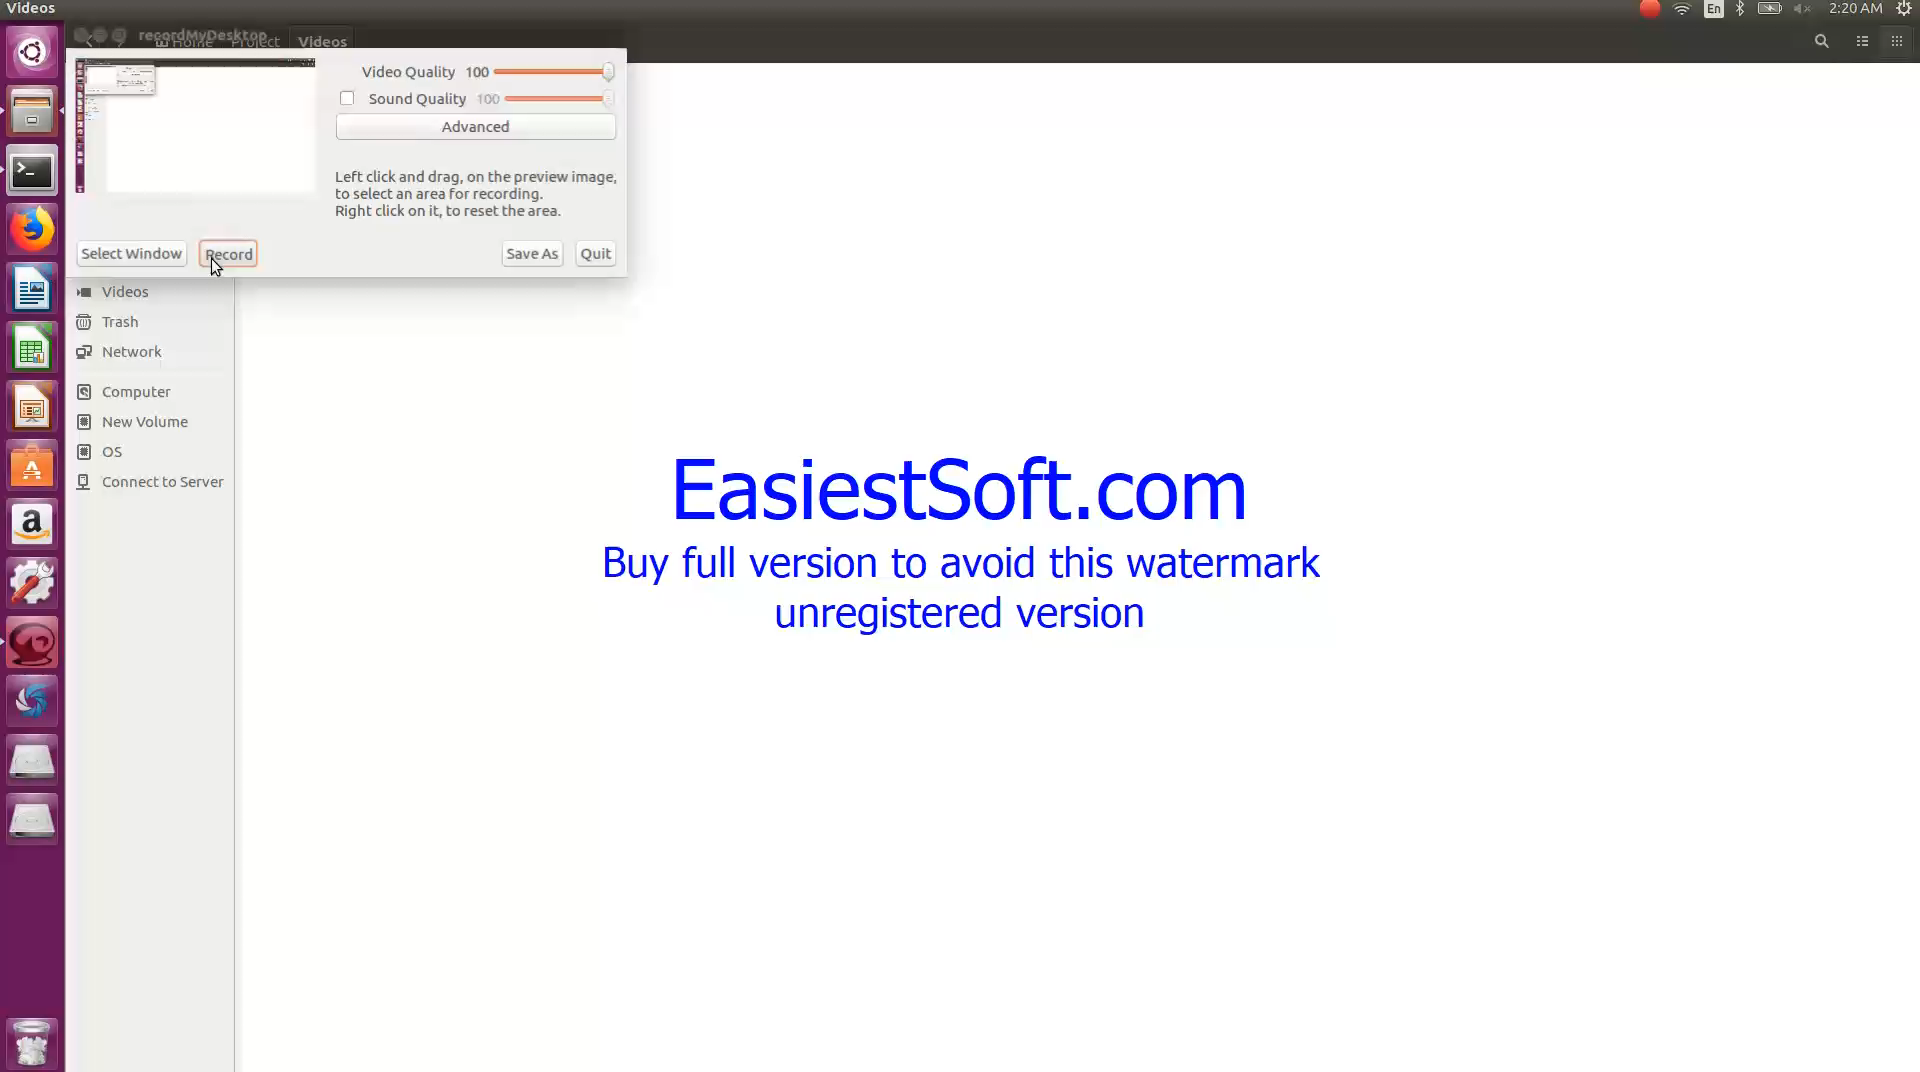 Videos
En
2:20 AM
recordMyDesktop
Home Project Videos
Video Quality 100
Sound Quality 100
Advanced
Left click and drag, on the preview image,
to select an area for recording.
Right click on it, to reset the area.
Select Window Record Save As Quit
Videos
Trash
Network
Computer
New Volume
OS
Connect to Server
EasiestSoft.com
Buy full version to avoid this watermark
unregistered version